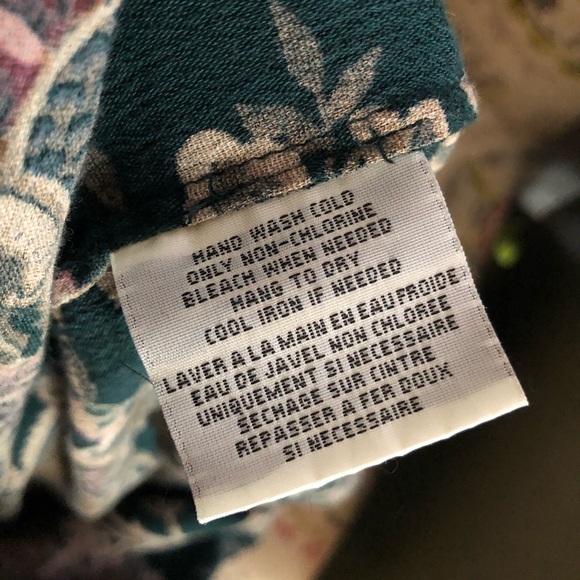 HAND WASH COLD
ONLY NON-CHLORINE
BLEACH WHEN NEEDED
HANG TO DRY
COOL IRON IF NEEDED
LAVER A LA MAIN EN EAU FROIDE
EAU DE JAVEL NON CHLOREE
UNIQUEMENT SI NECESSAIRE
SECHAGE SUR CINTRE
REPASSER A FER DOUX
SI NECESSAIRE